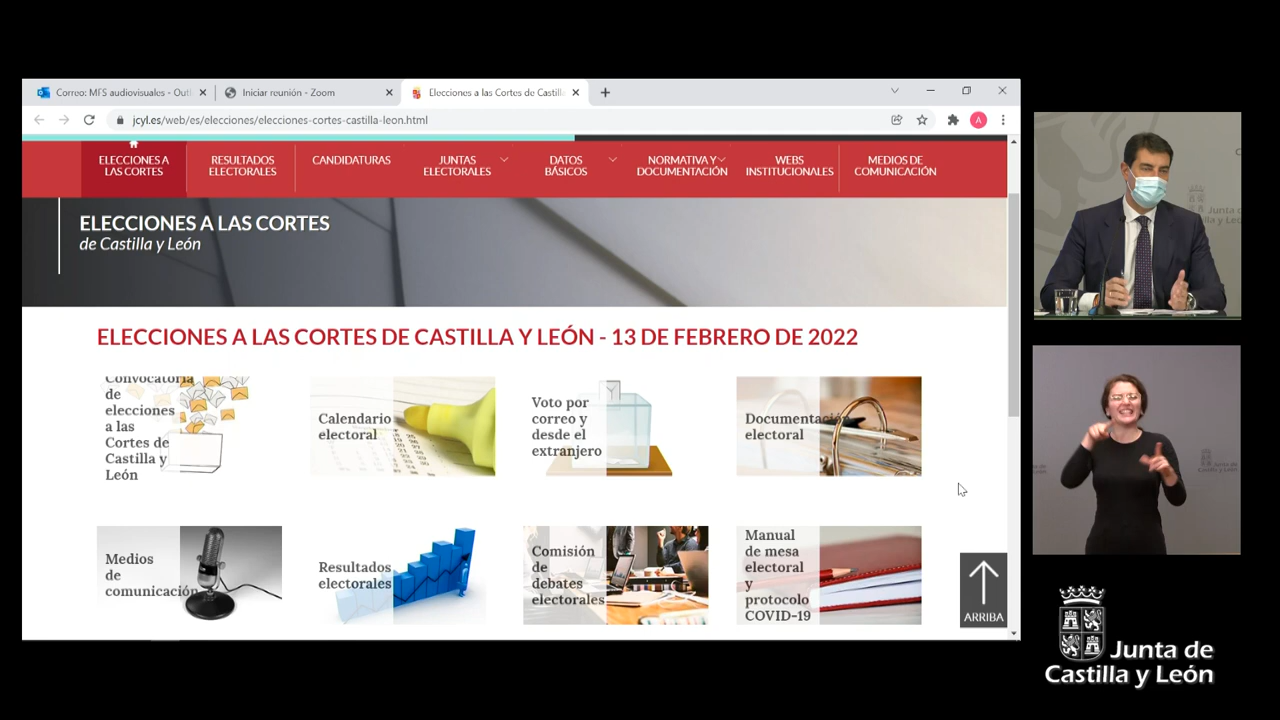 Correo: MFS audiovisuales - Outl
Iniciar reunión - Zoom
Elecciones a las Cortes de Castill
jcyl.es/web/es/elecciones/elecciones-cortes-castilla-leon.html
A
ELECCIONES A
LAS CORTES
RESULTADOS
ELECTORALES
CANDIDATURAS
JUNTAS
ELECTORALES
DATOS
BÁSICOS
NORMATIVA Y
DOCUMENTACIÓN
WEBS
INSTITUCIONALES
MEDIOS DE
COMUNICACIÓN
ELECCIONES A LAS CORTES
de Castilla y León
ELECCIONES A LAS CORTES DE CASTILLA Y LEÓN - 13 DE FEBRERO DE 2022
Convocatoria
de
elecciones
a las
Cortes de
Castilla y
León
Calendario
electoral
Voto por
correo y
desde el
extranjero
Documentación
electoral
Medios
de
comunicación
Resultados
electorales
Comisión
de
debates
electorales
Manual
de mesa
electoral
y
protocolo
COVID-19
ARRIBA
Junta de
Castilla y León